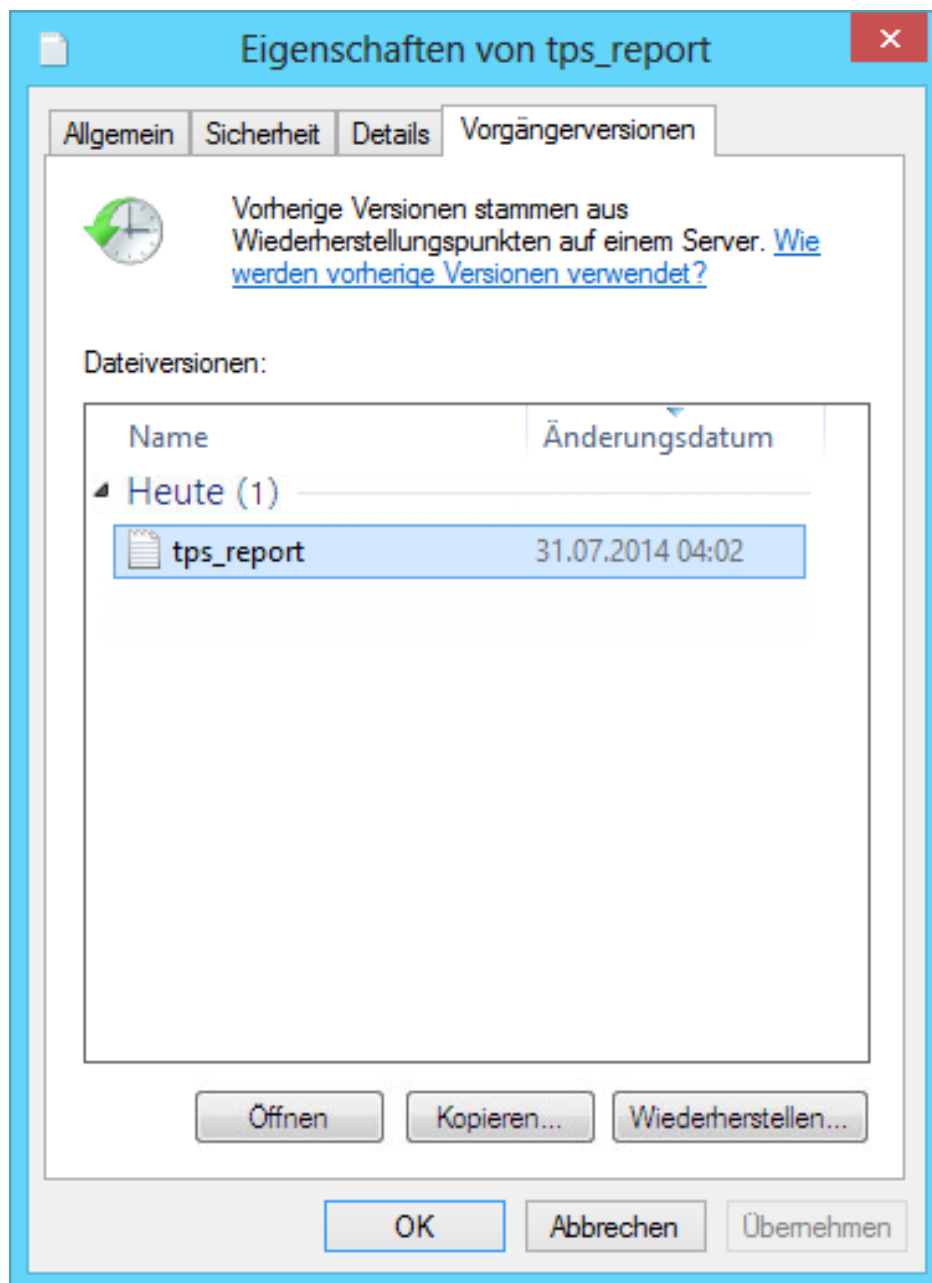 Eigenschaften von tps_report
Allgemein Sicherheit Details Vorgängerversionen
Vorherige Versionen stammen aus
Wiederherstellungspunkten auf einem Server. Wie
werden vorherige Versionen verwendet?
Dateiversionen:
Name Änderungsdatum
Heute (1)
tps_report 31.07.2014 04:02
Öffnen Kopieren... Wiederherstellen...
OK Abbrechen Übernehmen